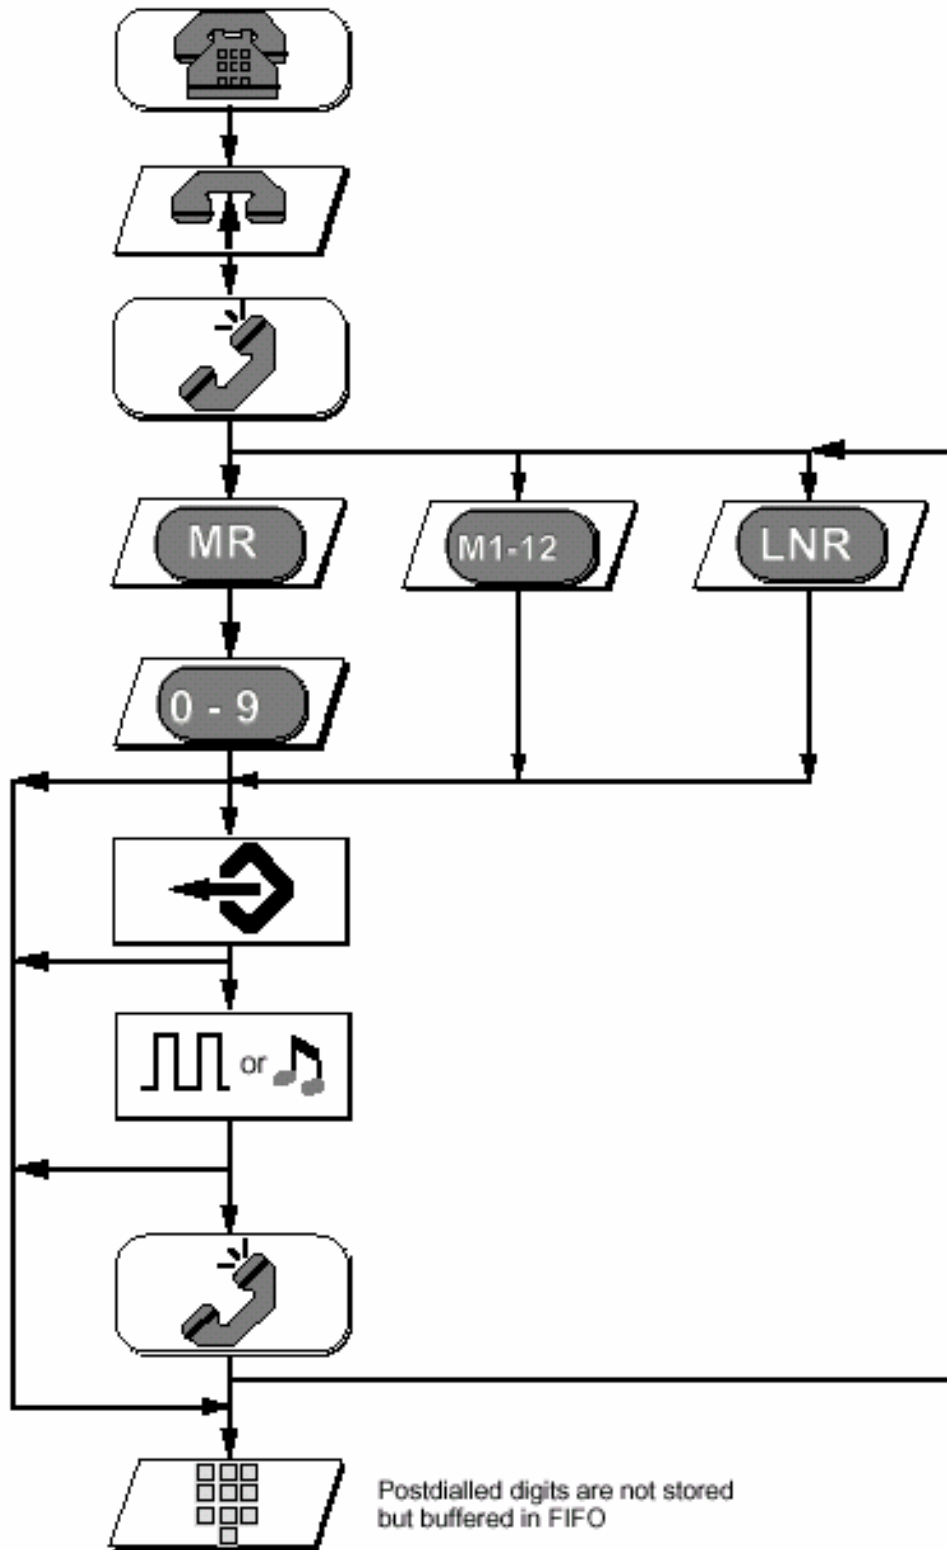 MR
M1-12
LNR
0 - 9
or
Postdialled digits are not stored
but buffered in FIFO